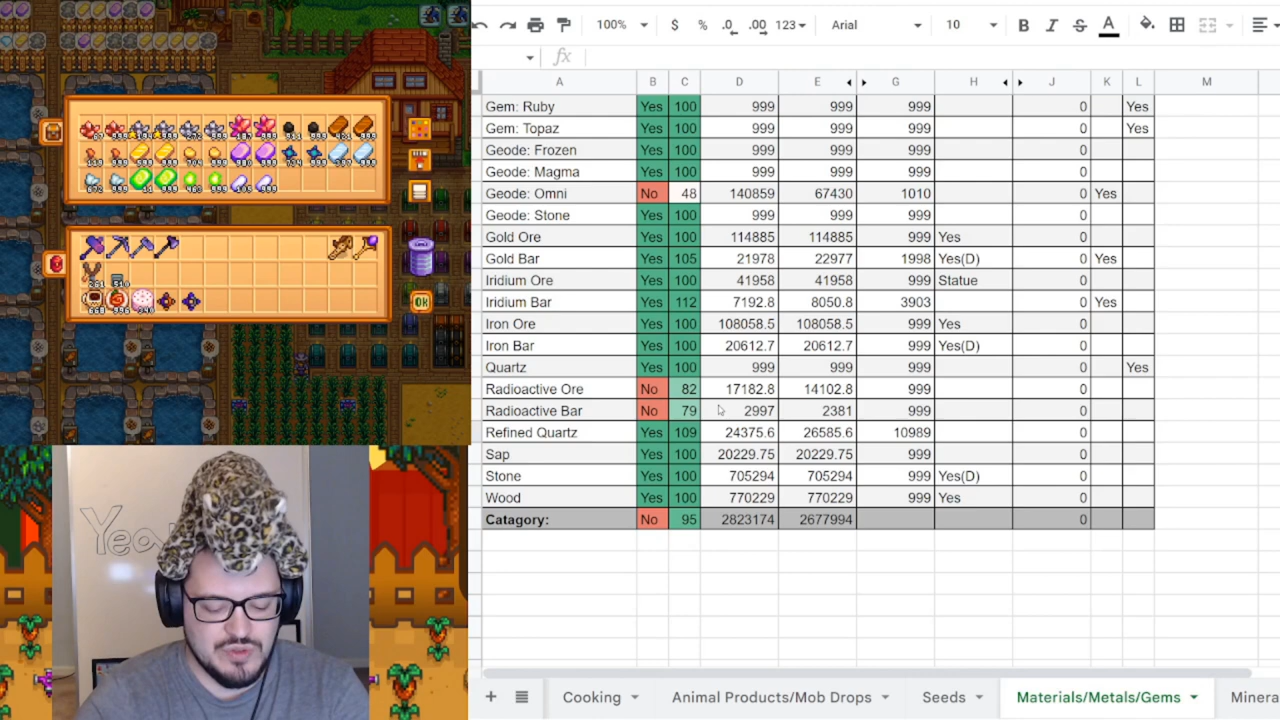 100% $ % .0 .00 123 Arial 10 B I S A
fx
A B C D E G H J L M
Gem: Ruby Yes 100 999 999 999 0 Yes
Gem: Topaz Yes 100 999 999 999 0 Yes
Geode: Frozen Yes 100 999 999 999 0
Geode: Magma Yes 100 999 999 999 0
Geode: Omni No 48 140859 67430 1010 0 Yes
Geode: Stone Yes 100 999 999 999 0
Gold Ore Yes 100 114885 114885 999 Yes 0
Gold Bar Yes 105 21978 22977 1998 Yes(D) 0 Yes
Iridium Ore Yes 100 41958 41958 999 Statue 0
Iridium Bar Yes 112 7192.8 8050.8 3903 0 Yes
Iron Ore Yes 100 108058.5 108058.5 999 Yes 0
Iron Bar Yes 100 20612.7 20612.7 999 Yes(D) 0
Quartz Yes 100 999 999 999 0 Yes
Radioactive Ore No 82 17182.8 14102.8 999 0
Radioactive Bar No 79 2997 2381 999 0
Refined Quartz Yes 109 24375.6 26585.6 10989 0
Sap Yes 100 20229.75 20229.75 999 0
Stone Yes 100 705294 705294 999 Yes(D) 0
Wood Yes 100 770229 770229 999 Yes 0
Catagory: No 95 2823174 2677994 0
+ Cooking Animal Products/Mob Drops Seeds Materials/Metals/Gems Minera
Ok
Yea